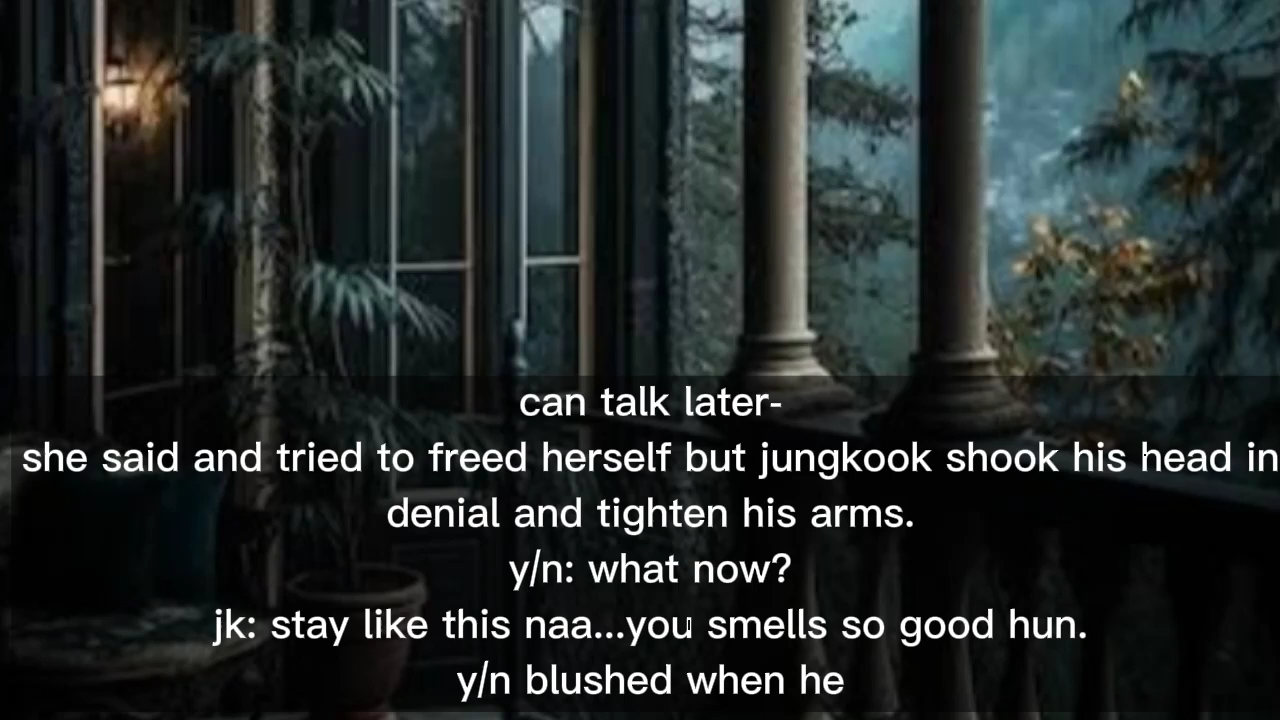 can talk later-
she said and tried to freed herself but jungkook shook his head in
denial and tighten his arms.
y/n: what now?
jk: stay like this naa...you smells so good hun.
y/n blushed when he